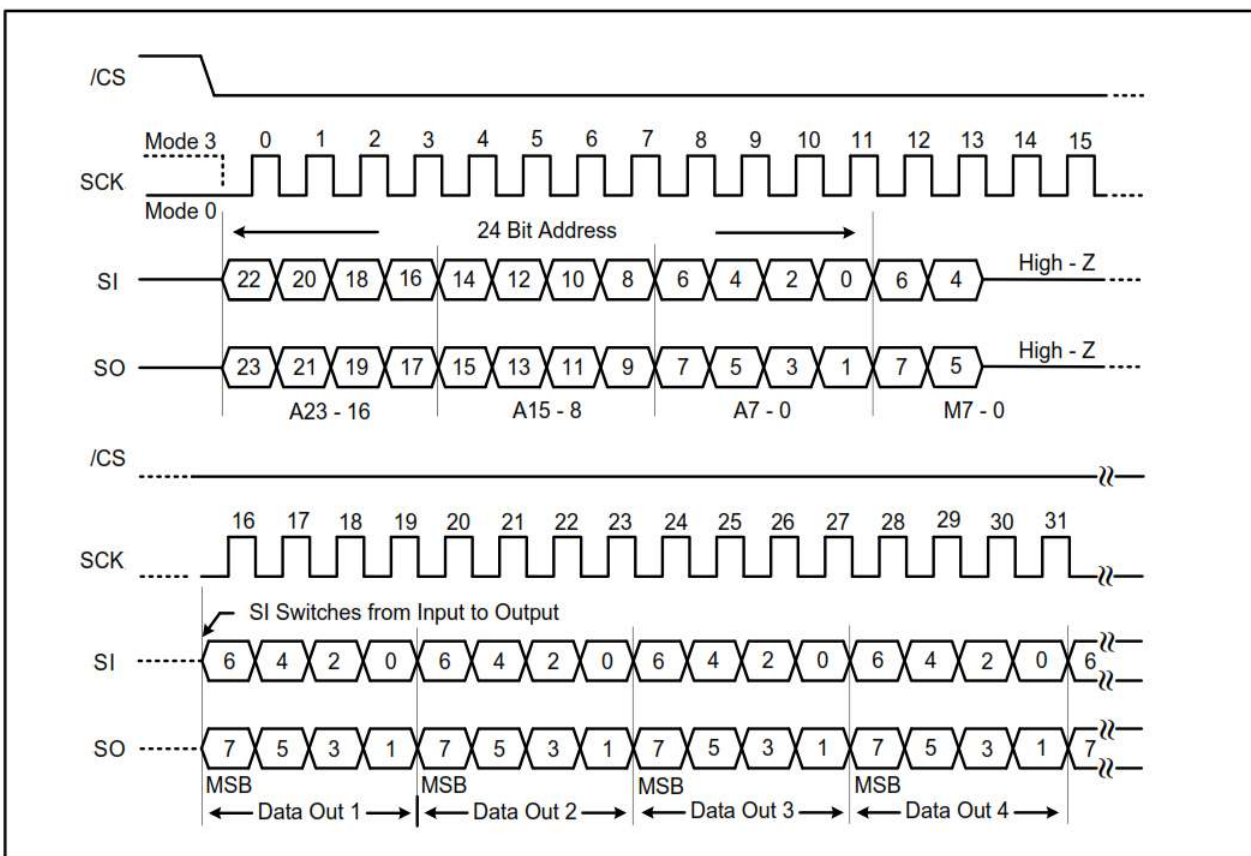 /CS
Mode 3 0 1 2 3 4 5 6 7 8 9 10 11 12 13 14 15
SCK
Mode 0
24 Bit Address
SI 22 20 18 16 14 12 10 8 6 4 2 0 6 4 High - Z
SO 23 21 19 17 15 13 11 9 7 5 3 1 7 5 High - Z
A23 - 16 A15 - 8 A7 - 0 M7 - 0
/CS
16 17 18 19 20 21 22 23 24 25 26 27 28 29 30 31
SCK
SI Switches from Input to Output
SI 6 4 2 0 6 4 2 0 6 4 2 0 6 4 2 0 6
SO 7 5 3 1 7 5 3 1 7 5 3 1 7 5 3 1 7
MSB MSB MSB MSB
Data Out 1 Data Out 2 Data Out 3 Data Out 4